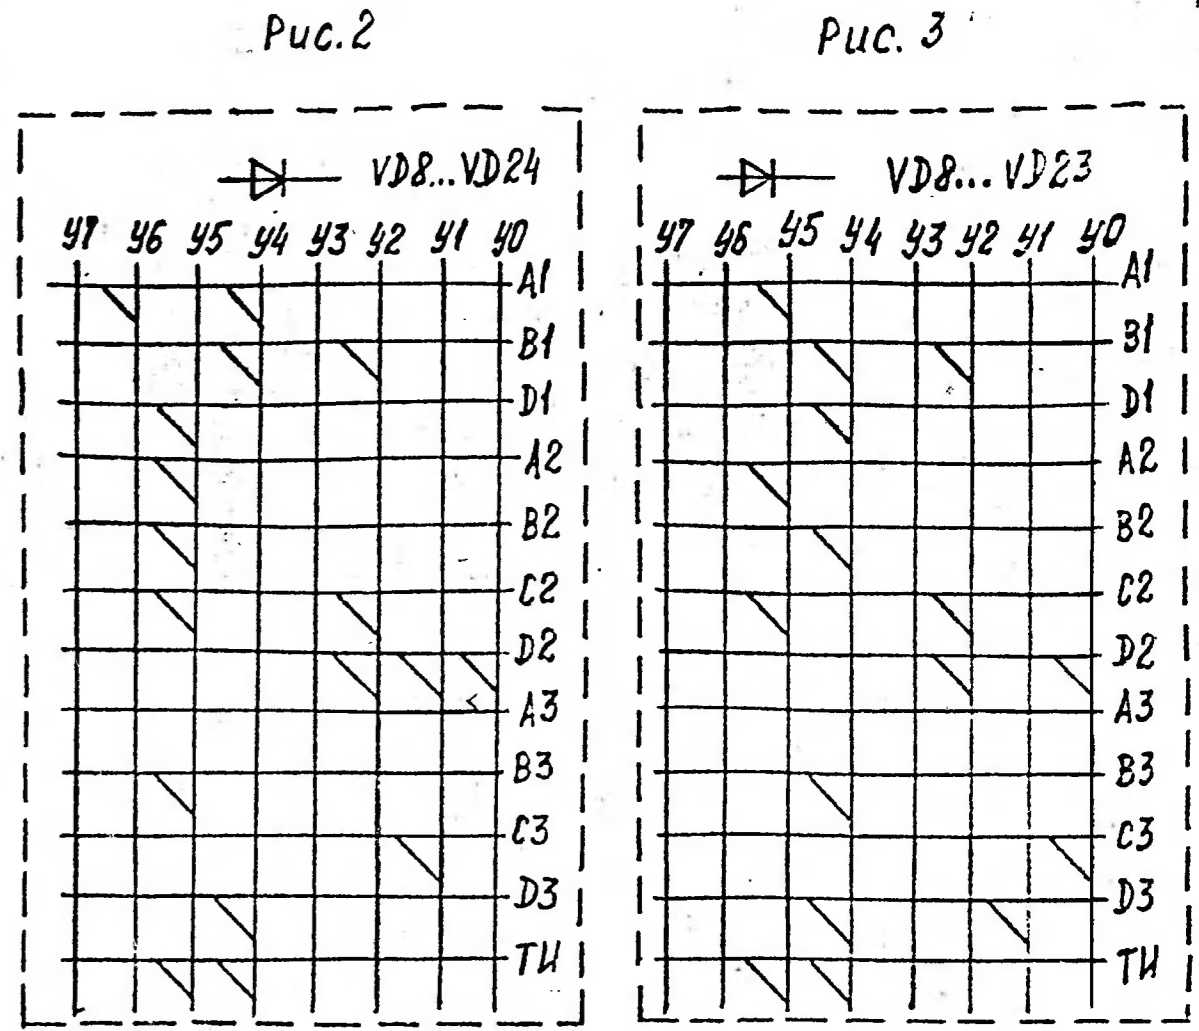 Рис. 2
VD8...VD24
У7 У6 У5 У4 У3 У2 У1 У0
A1
B1
D1
A2
B2
C2
D2
A3
B3
C3
D3
ТИ
Рис. 3
VD8... VD23
У7 У6 У5 У4 У3 У2 У1 У0
A1
B1
D1
A2
B2
C2
D2
A3
B3
C3
D3
ТИ